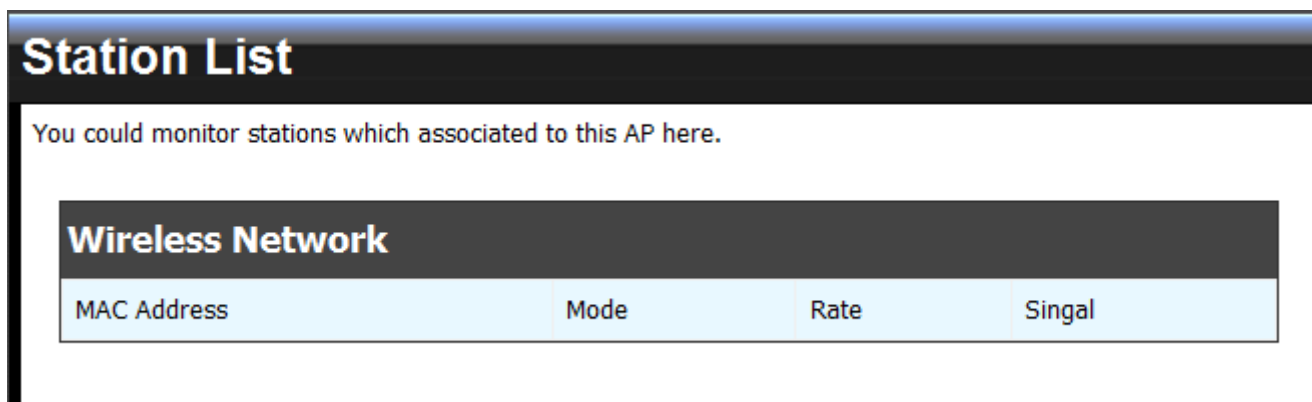 Station List
You could monitor stations which associated to this AP here.
Wireless Network
MAC Address Mode Rate Singal